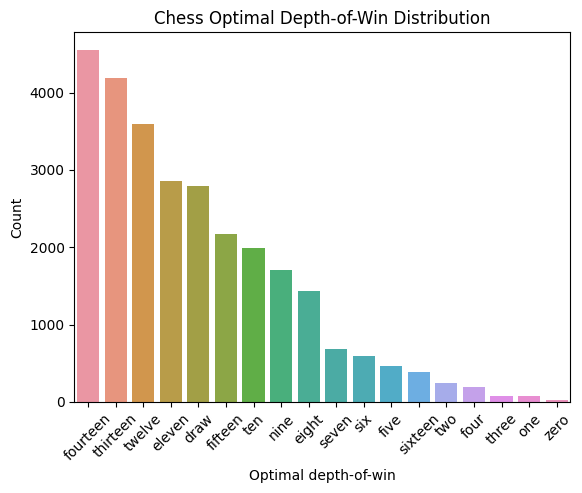 Chess Optimal Depth-of-Win Distribution
Count
4000
3000
2000
1000
0
fourteen
thirteen
twelve
eleven
draw
fifteen
ten
nine
eight
seven
six
five
sixteen
two
four
three
one
zero
Optimal depth-of-win